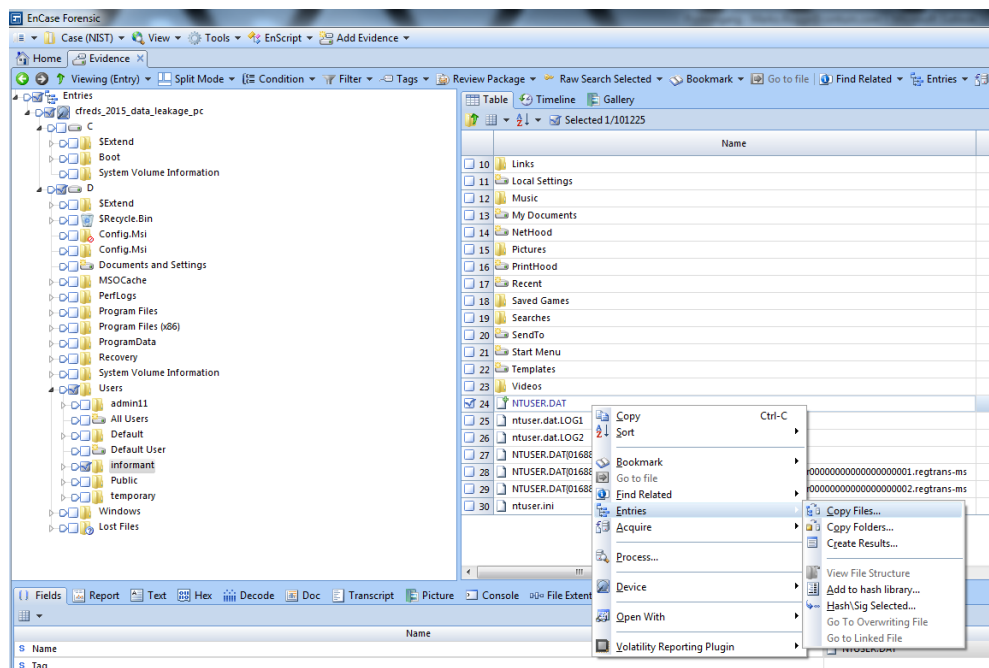 EnCase Forensic
Case (NIST) View Tools EnScript Add Evidence
Home Evidence
Viewing (Entry) Split Mode Condition Filter Tags Review Package Raw Search Selected Bookmark Go to file Find Related Entries
Entries
cfreds_2015_data_leakage_pc
C
$Extend
Boot
System Volume Information
D
$Extend
$Recycle.Bin
Config.Msi
Config.Msi
Documents and Settings
MSOCache
PerfLogs
Program Files
Program Files (x86)
ProgramData
Recovery
System Volume Information
Users
admin11
All Users
Default
Default User
informant
Public
temporary
Windows
Lost Files
Table Timeline Gallery
Selected 1/101225
Name
10 Links
11 Local Settings
12 Music
13 My Documents
14 NetHood
15 Pictures
16 PrintHood
17 Recent
18 Saved Games
19 Searches
20 SendTo
21 Start Menu
22 Templates
23 Videos
24 NTUSER.DAT
25 ntuser.dat.LOG1
26 ntuser.dat.LOG2
27 NTUSER.DAT{0168
28 NTUSER.DAT{0168 r00000000000000000001.regtrans-ms
29 NTUSER.DAT{0168 r00000000000000000002.regtrans-ms
30 ntuser.ini
Copy Ctrl-C
Sort
Bookmark
Go to file
Find Related
Entries
Acquire
Process...
Device
Open With
Volatility Reporting Plugin
Copy Files...
Copy Folders...
Create Results...
View File Structure
Add to hash library...
Hash\Sig Selected...
Go To Overwriting File
Go to Linked File
Fields Report Text Hex Decode Doc Transcript Picture Console File Extent
Name
S Name NTUSER.DAT
S Tag